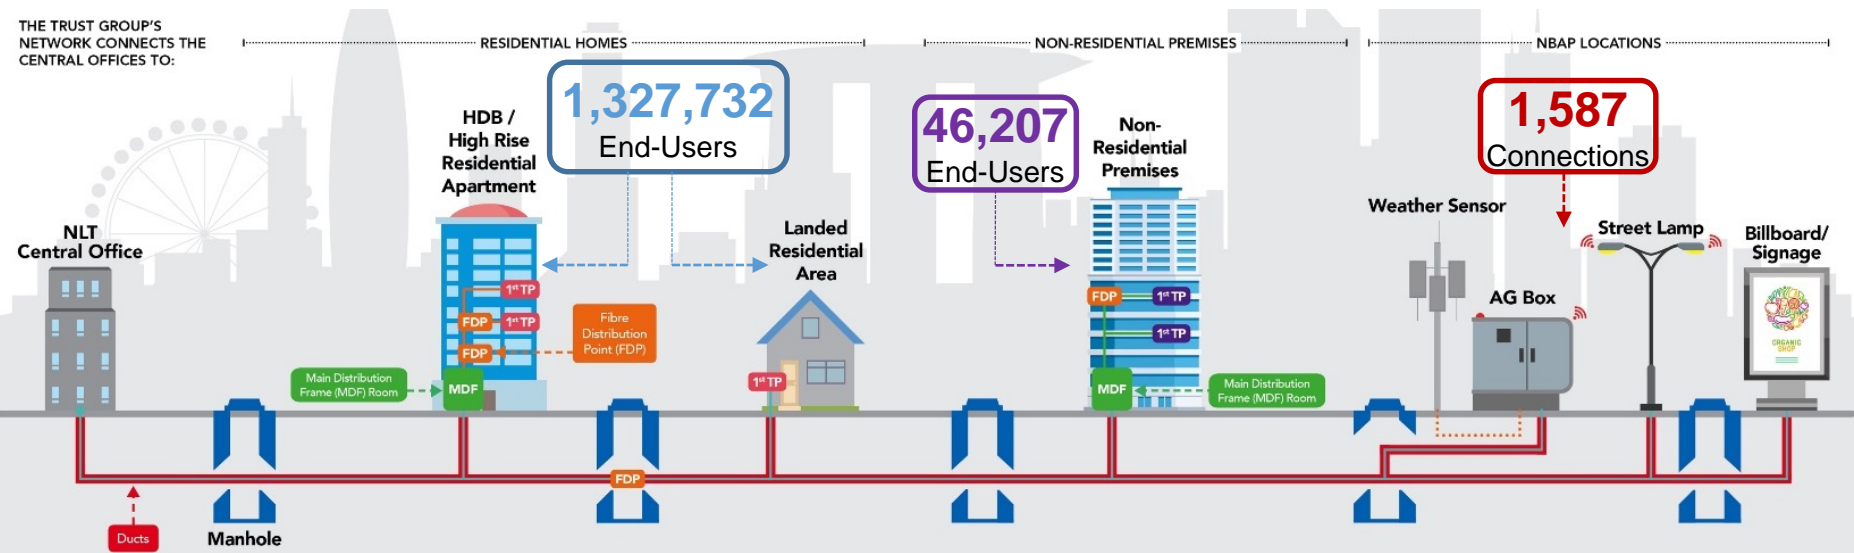 THE TRUST GROUP'S
NETWORK CONNECTS THE
CENTRAL OFFICES TO:
RESIDENTIAL HOMES
NON-RESIDENTIAL PREMISES
NBAP LOCATIONS
1,327,732
End-Users
46,207
End-Users
1,587
Connections
NLT
Central Office
HDB /
High Rise
Residential
Apartment
Landed
Residential
Area
Non-
Residential
Premises
Weather Sensor
AG Box
Street Lamp
Billboard/
Signage
1st TP
FDP
1st TP
FDP
Fibre
Distribution
Point (FDP)
Main Distribution
Frame (MDF) Room
MDF
1st TP
FDP
1st TP
1st TP
MDF
Main Distribution
Frame (MDF) Room
ORGANIC
SHOP
FDP
Ducts
Manhole